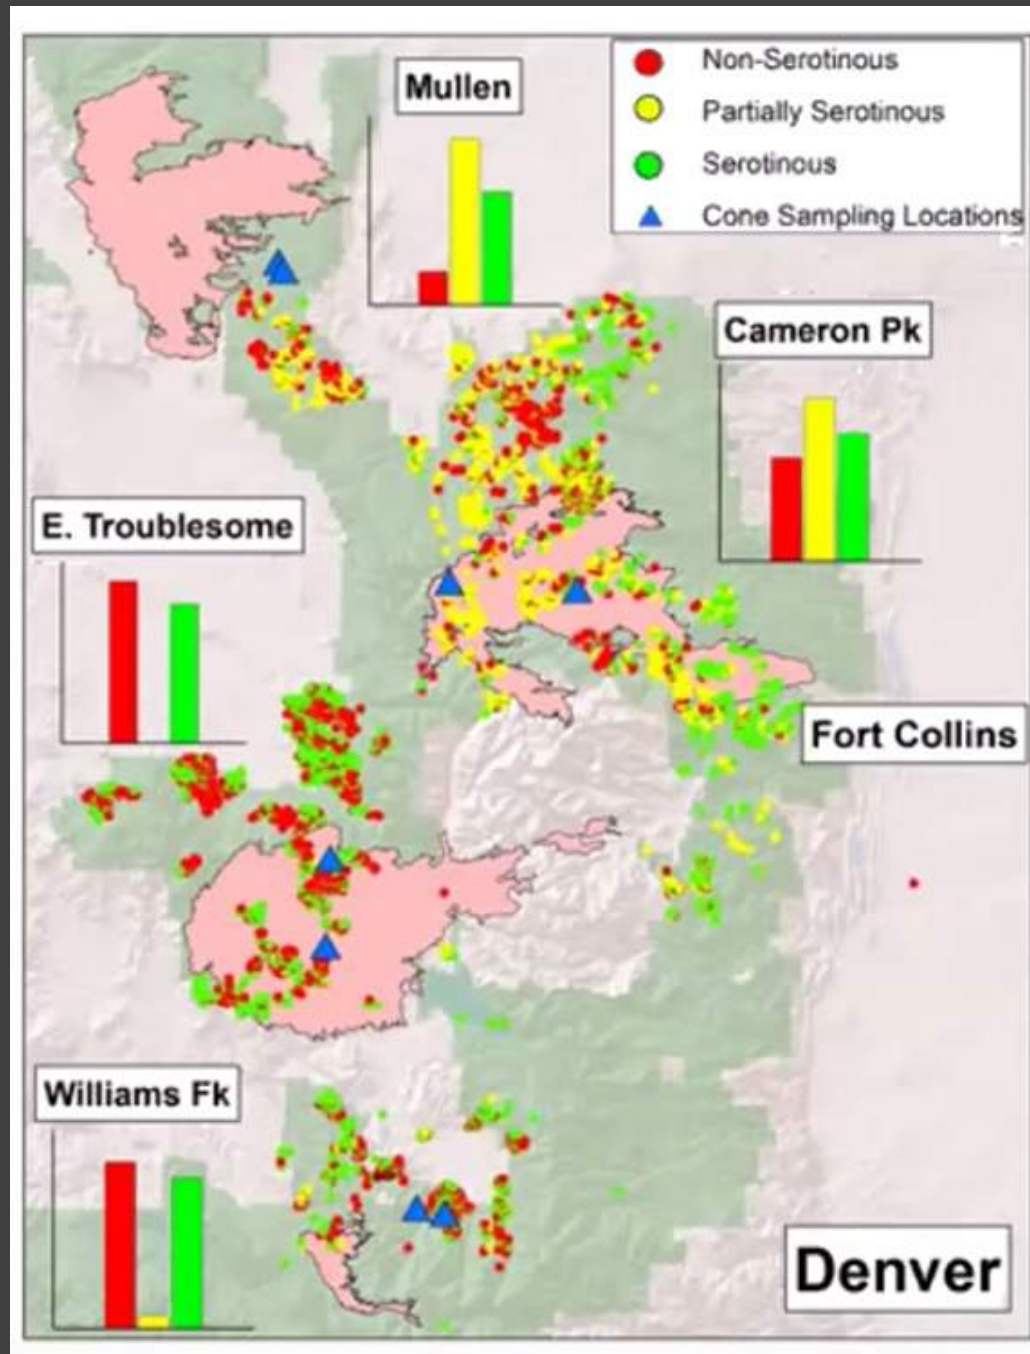 Mullen
Non-Serotinous
Partially Serotinous
Serotinous
Cone Sampling Locations
Cameron Pk
E. Troublesome
Fort Collins
Williams Fk
Denver